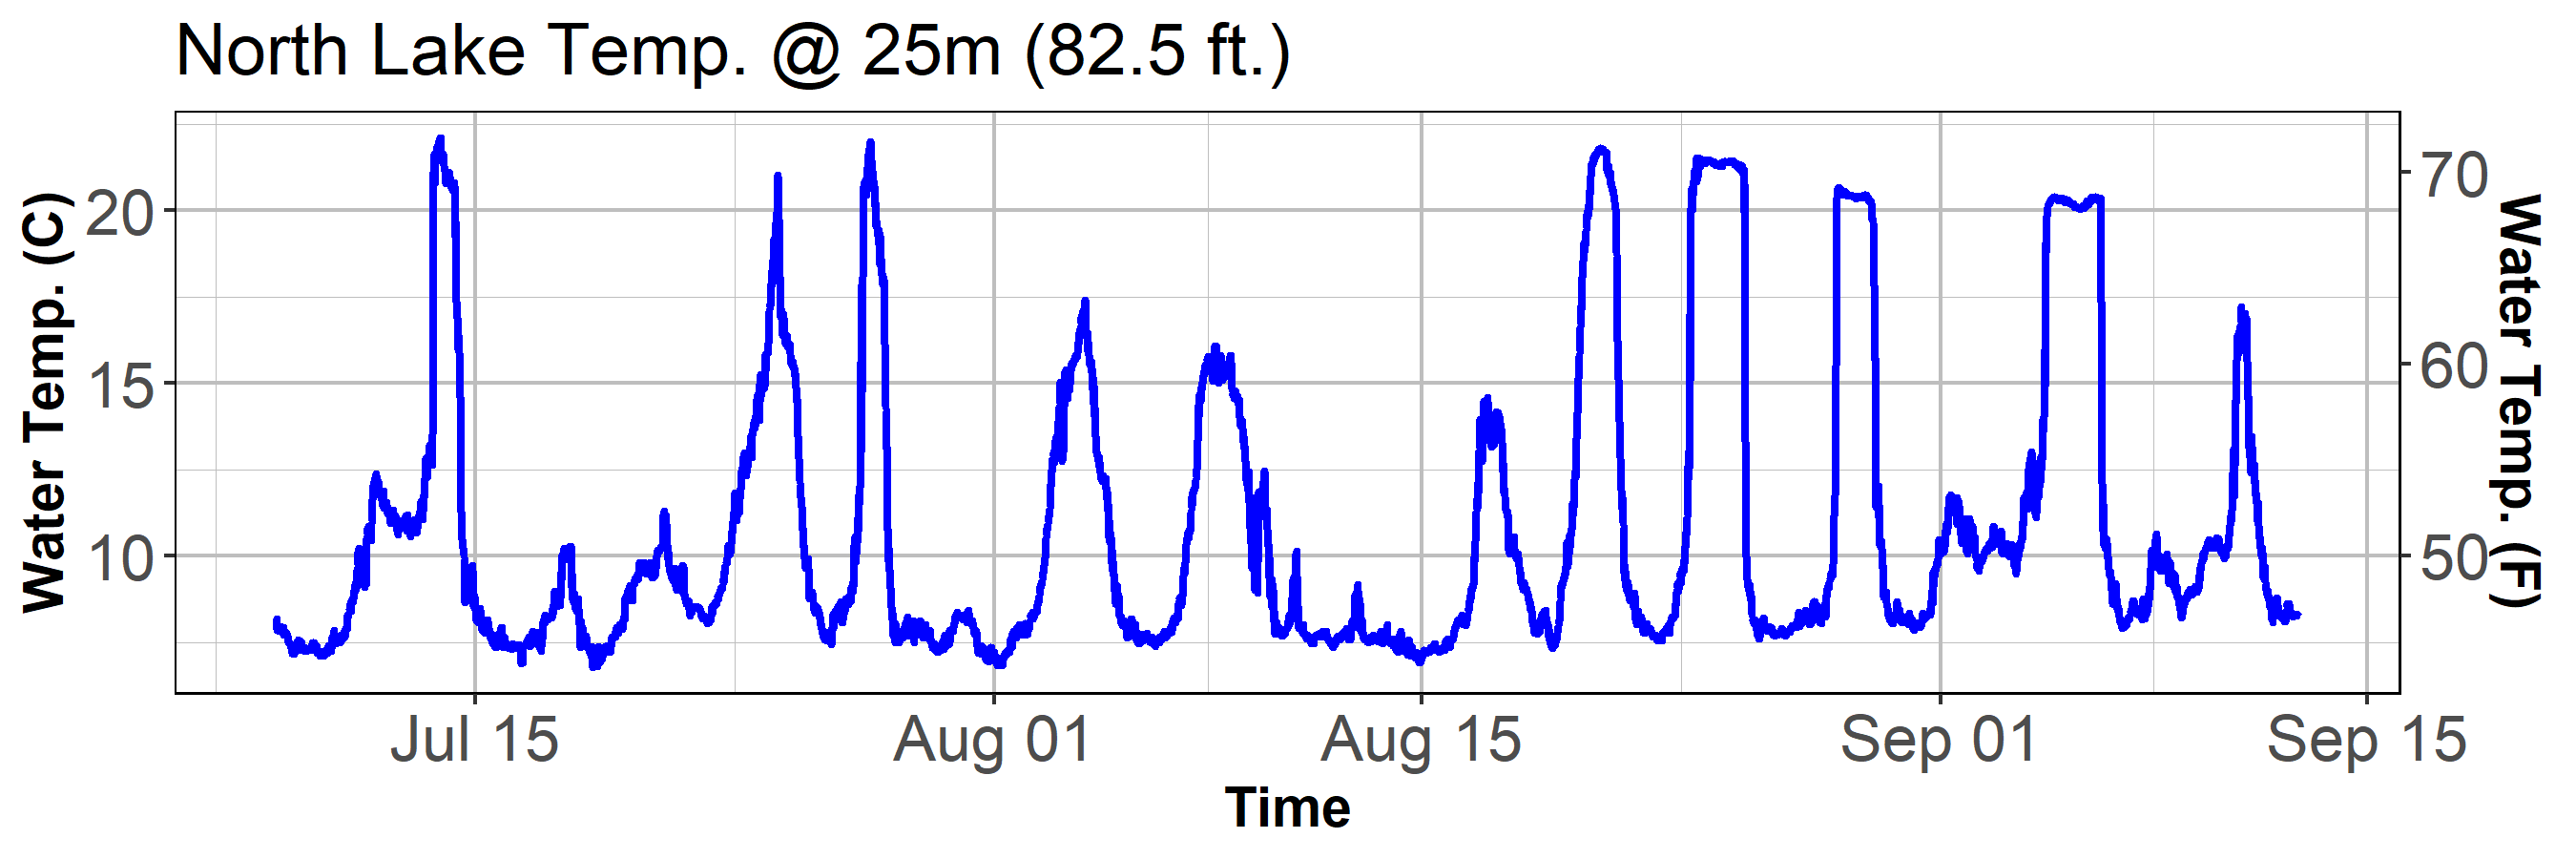 North Lake Temp. @ 25m (82.5 ft.)
Water Temp. (C)
20
15
10
70
60
50
Water Temp. (F)
Jul 15
Aug 01
Aug 15
Sep 01
Sep 15
Time